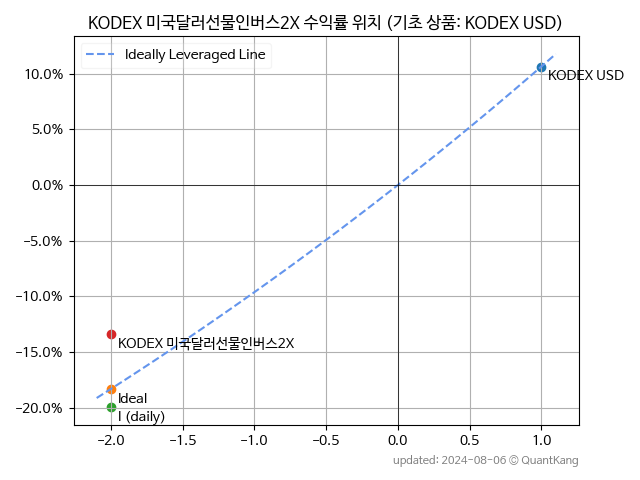 KODEX 미국달러선물인버스2X 수익률 위치 (기초 상품: KODEX USD)
Ideally Leveraged Line
10.0%
KODEX USD
5.0%
0.0%
−5.0%
−10.0%
KODEX 미국달러선물인버스2X
−15.0%
Ideal
−20.0%
I (daily)
−2.0 −1.5 −1.0 −0.5 0.0 0.5 1.0
updated: 2024-08-06 © QuantKang